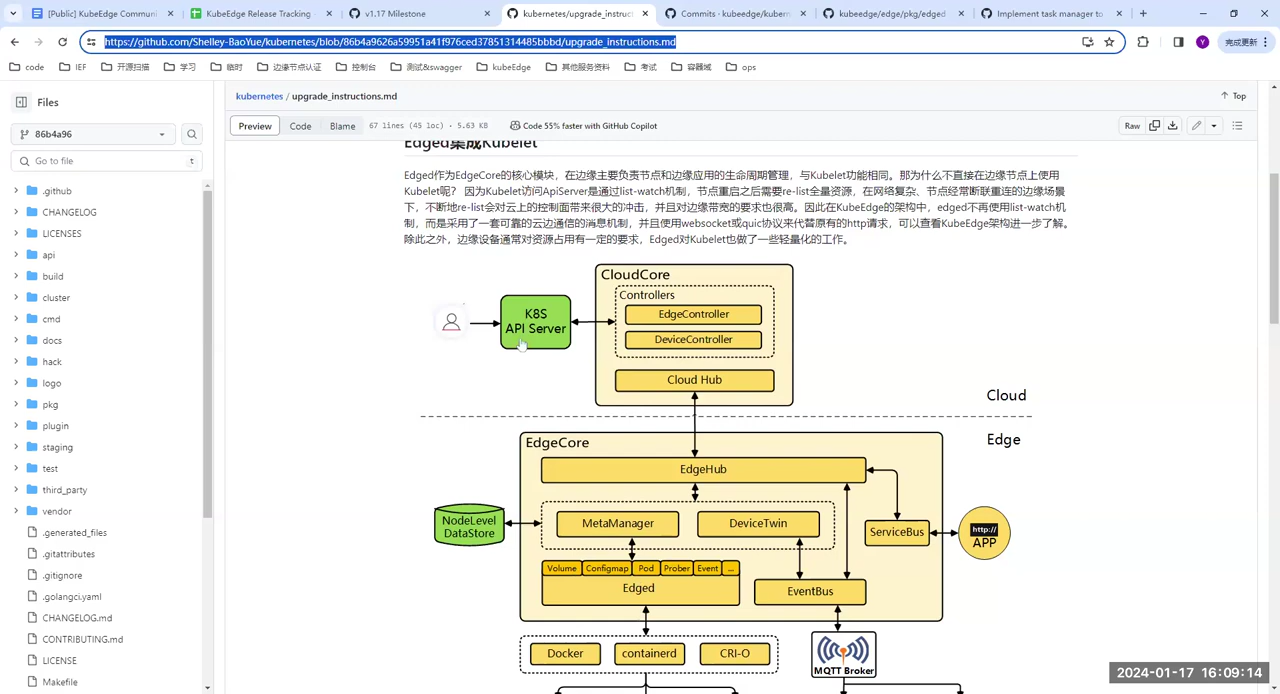 [Public] KubeEdge Communi
KubeEdge Release Tracking
v1.17 Milestone
kubernetes/upgrade_instruct
Commits · kubeedge/kubern
kubeedge/edge/pkg/edged
Implement task manager to
https://github.com/Shelley-BaoYue/kubernetes/blob/86b4a9626a59951a41f976ced37851314485bbbd/upgrade_instructions.md
Y
完成更新
code
IEF
开源扫描
学习
临时
边缘节点认证
控制台
测试&swagger
kubeEdge
其他服务资料
考试
容器域
ops
Files
kubernetes / upgrade_instructions.md
Top
86b4a96
Preview
Code
Blame
67 lines (45 loc) · 5.63 KB
Code 55% faster with GitHub Copilot
Raw
Go to file
t
.github
CHANGELOG
LICENSES
api
build
cluster
cmd
docs
hack
logo
pkg
plugin
staging
test
third_party
vendor
.generated_files
.gitattributes
.gitignore
.golangci.yaml
CHANGELOG.md
CONTRIBUTING.md
LICENSE
Makefile
Edged集成Kubelet
Edged作为EdgeCore的核心模块，在边缘主要负责节点和边缘应用的生命周期管理，与Kubelet功能相同。那为什么不直接在边缘节点上使用
Kubelet呢？ 因为Kubelet访问ApiServer是通过list-watch机制，节点重启之后需要re-list全量资源，在网络复杂、节点经常断联重连的边缘场景
下，不断地re-list会对云上的控制面带来很大的冲击，并且对边缘带宽的要求也很高。因此在KubeEdge的架构中，edged不再使用list-watch机
制，而是采用了一套可靠的云边通信的消息机制，并且使用websocket或quic协议来代替原有的http请求，可以查看KubeEdge架构进一步了解。
除此之外，边缘设备通常对资源占用有一定的要求，Edged对Kubelet也做了一些轻量化的工作。
CloudCore
Controllers
EdgeController
DeviceController
K8S
API Server
Cloud Hub
Cloud
Edge
EdgeCore
EdgeHub
NodeLevel
DataStore
MetaManager
DeviceTwin
ServiceBus
http://
APP
Volume
Configmap
Pod
Prober
Event
...
Edged
EventBus
Docker
containerd
CRI-O
MQTT Broker
2024-01-17 16:09:14